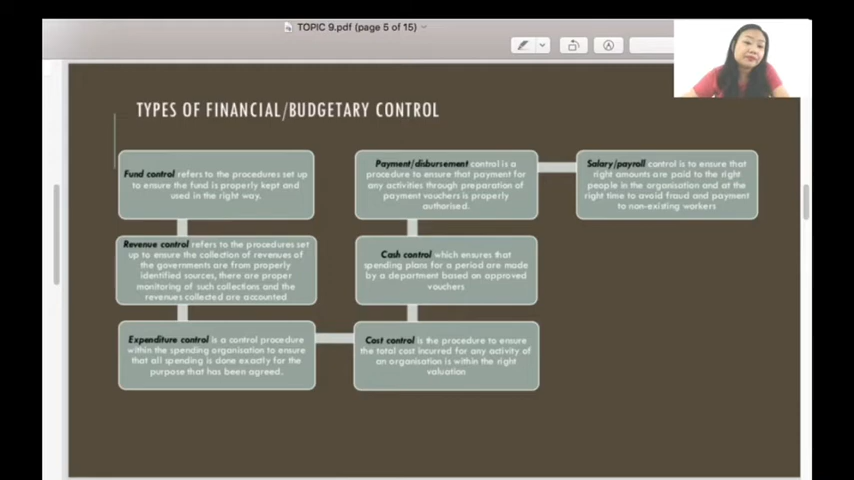 TOPIC 9.pdf (page 5 of 15)
TYPES OF FINANCIAL/BUDGETARY CONTROL
Fund control refers to the procedures set up
to ensure the fund is properly kept and
used in the right way.
Revenue control refers to the procedures set
up to ensure the collection of revenues of
the governments are from properly
identified sources, there are proper
monitoring of such collections and the
revenues collected are accounted
Expenditure control is a control procedure
within the spending organisation to ensure
that all spending is done exactly for the
purpose that has been agreed.
Cost control is the procedure to ensure
the total cost incurred for any activity of
an organisation is within the right
valuation
Cash control which ensures that
spending plans for a period are made
by a department based on approved
vouchers
Payment/disbursement control is a
procedure to ensure that payment for
any activities through preparation of
payment vouchers is properly
authorised.
Salary/payroll control is to ensure that
right amounts are paid to the right
people in the organisation and at the
right time to avoid fraud and payment
to non-existing workers